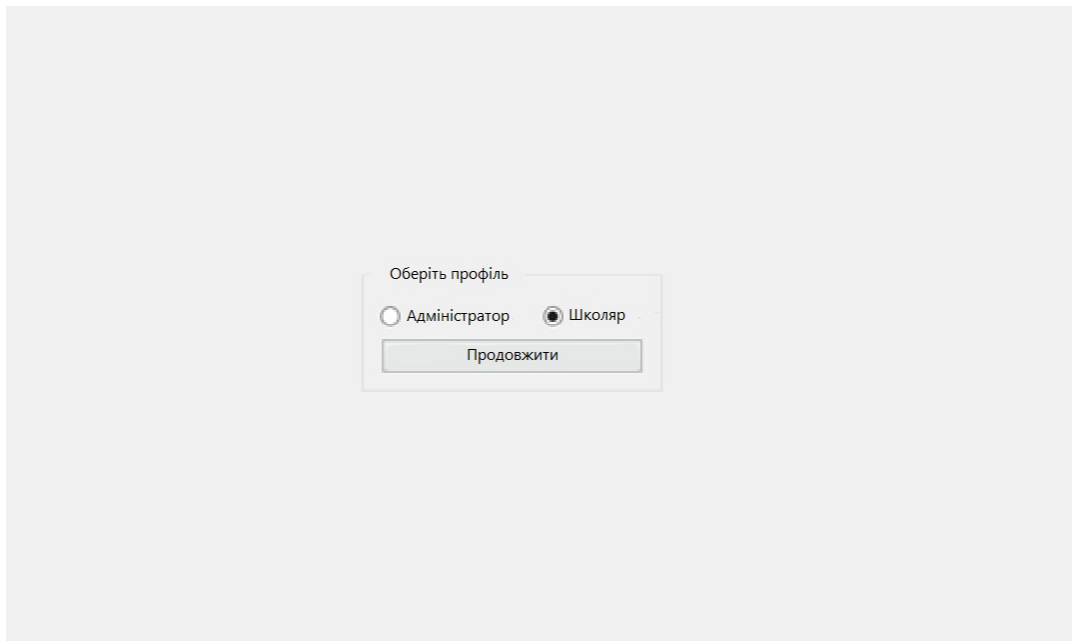 Оберіть профіль
Адміністратор Школяр
Продовжити